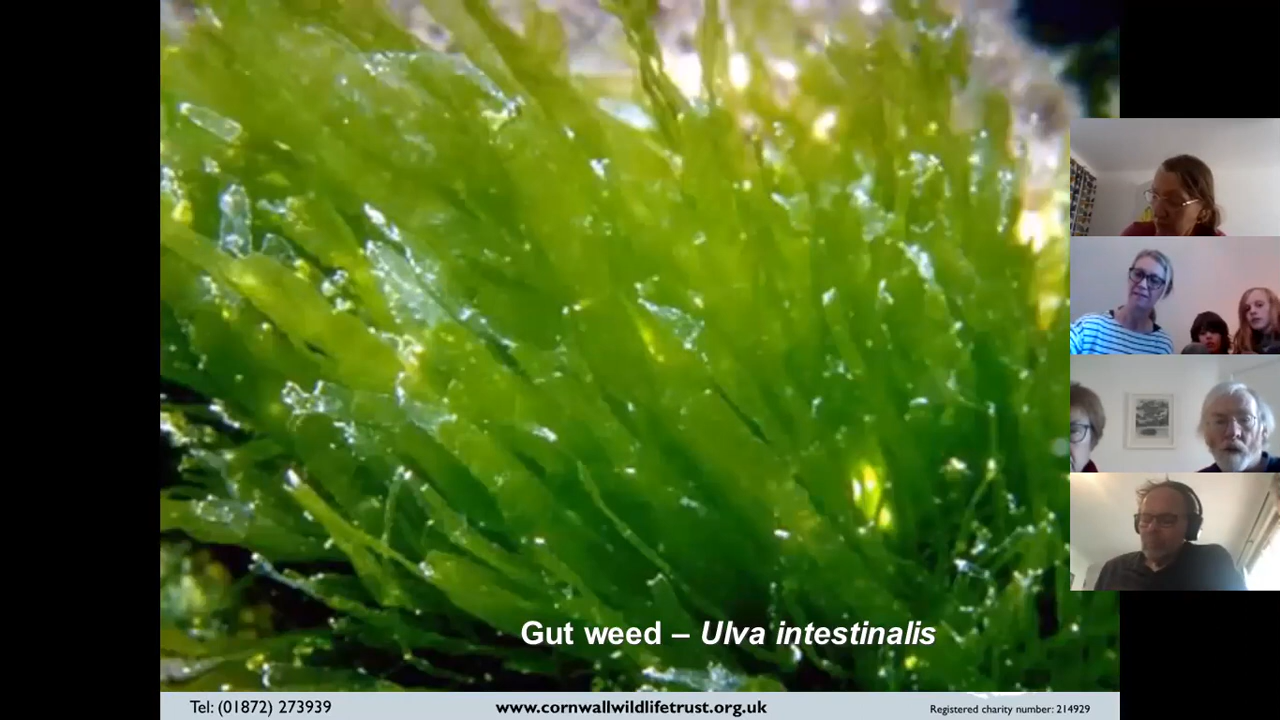 Gut weed – Ulva intestinalis
Tel: (01872) 273939
www.cornwallwildlifetrust.org.uk
Registered charity number: 214929